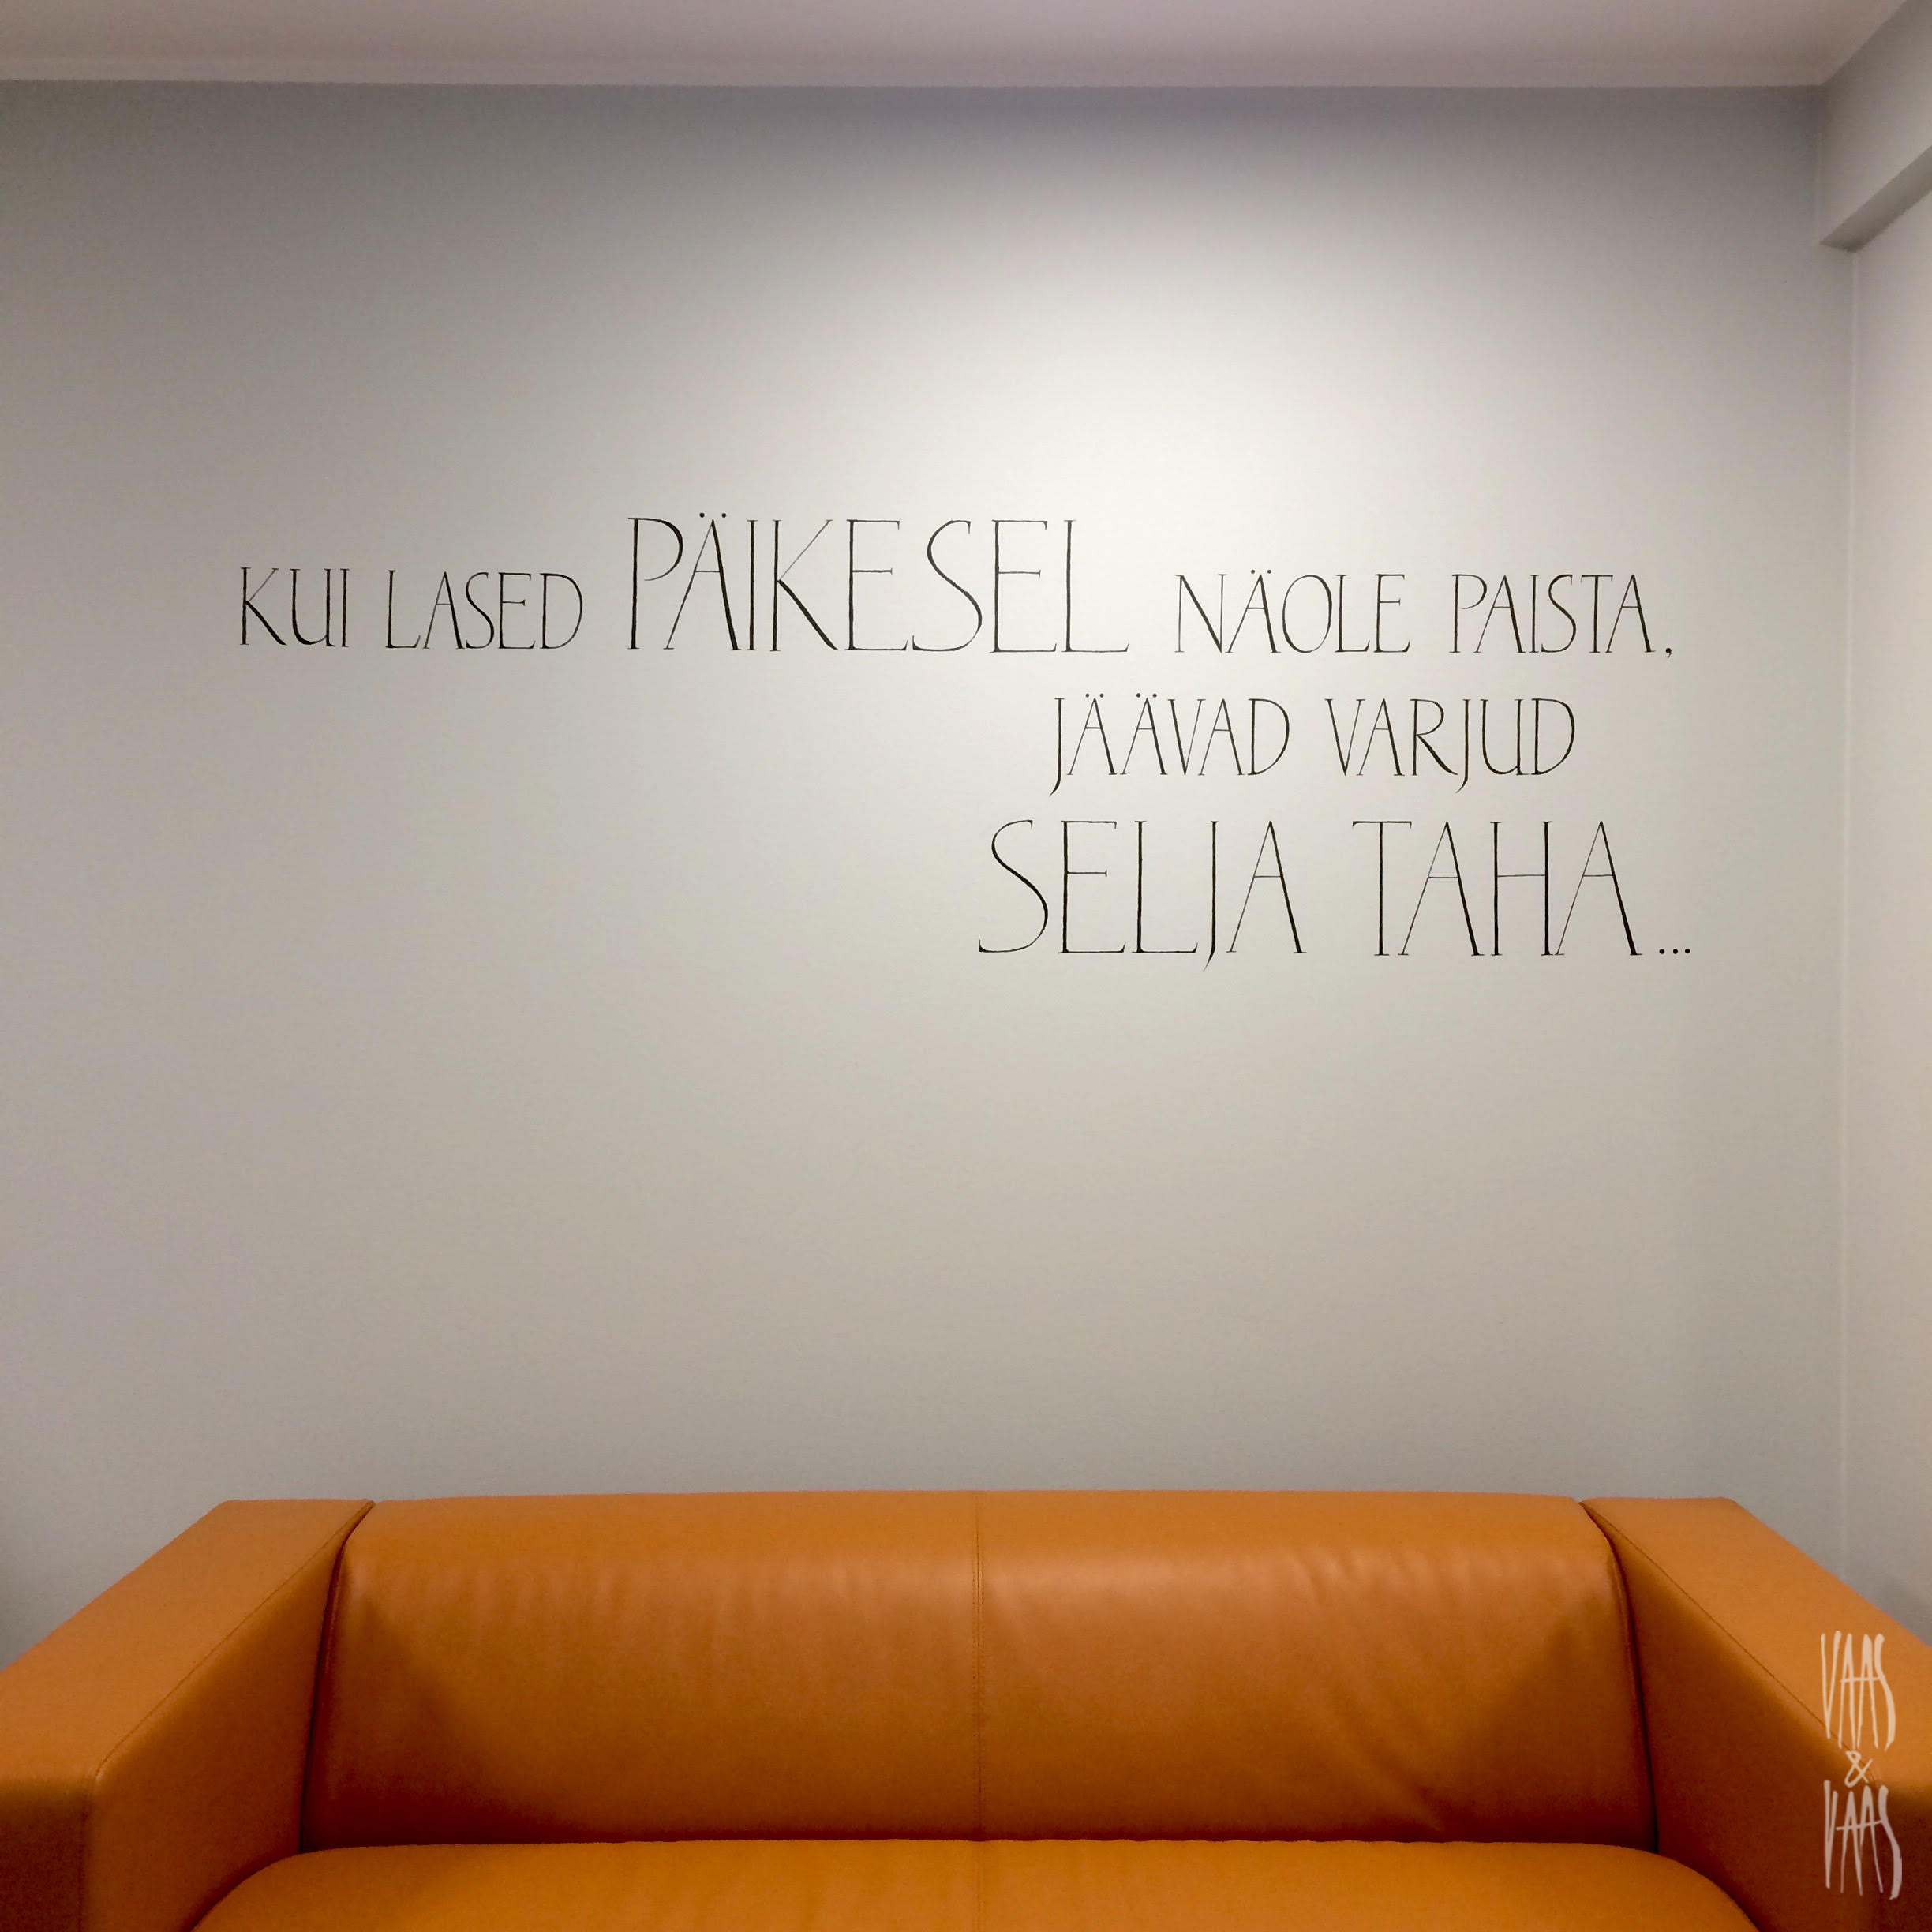 KUI LASED PÄIKESEL NÄOLE PAISTA,
JÄÄVAD VARJUD
SELJA TAHA...
VAAS
&
VAAS